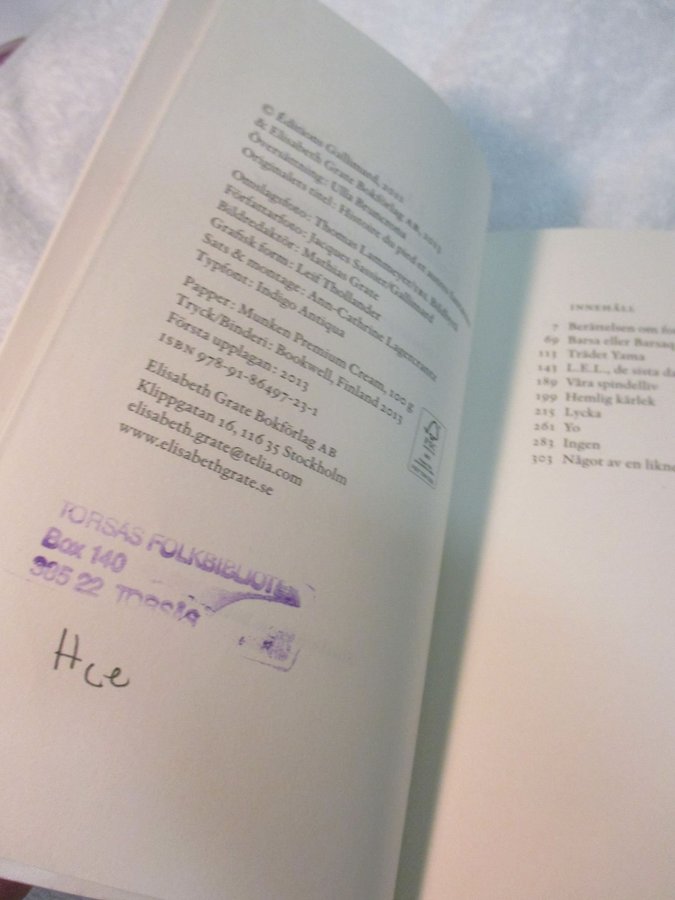 © Éditions Gallimard, 2011
& Elisabeth Grate Bokförlag AB, 2013
Översättning: Ulla Bruncrona
Originalets titel: Histoire du pied et autres
Omslagsfoto: Thomas
Författarfoto: Jacques Sassier/Gallimard
Bildredaktör: Mathias Grate
Grafisk form: Leif Thollander
Sats & montage: Ann-Cathrine Lagercrantz
Typfont: Indigo Antiqua
Papper: Munken Premium Cream, 100 g
Tryck/Binderi: Bookwell, Finland 2013
Första upplagan: 2013
ISBN 978-91-86497-23-1
Elisabeth Grate Bokförlag AB
Klippgatan 16, 116 35 Stockholm
elisabeth.grate@telia.com
www.elisabethgrate.se
TORSÅS FOLKBIBLIOTEK
Box 140
385 22 TORSÅS
Hce
INNEHÅLL
7 Berättelsen om fo
69 Barsa eller Barsaq
113 Trädet Yama
143 L.E.L., de sista da
189 Våra spindelliv
199 Hemlig kärlek
215 Lycka
261 Yo
283 Ingen
303 Något av en likne